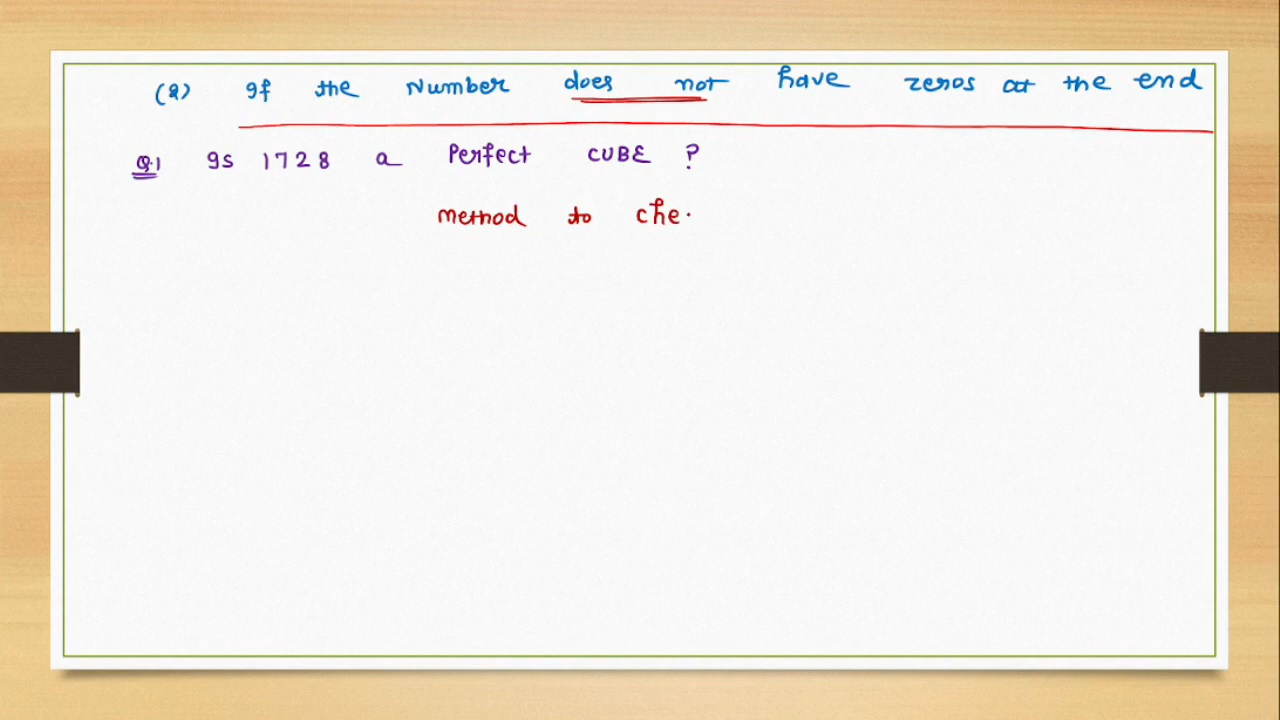 (2) If the Number does not have zeros at the end
Q.1 Is 1728 a Perfect CUBE ?
method to che.